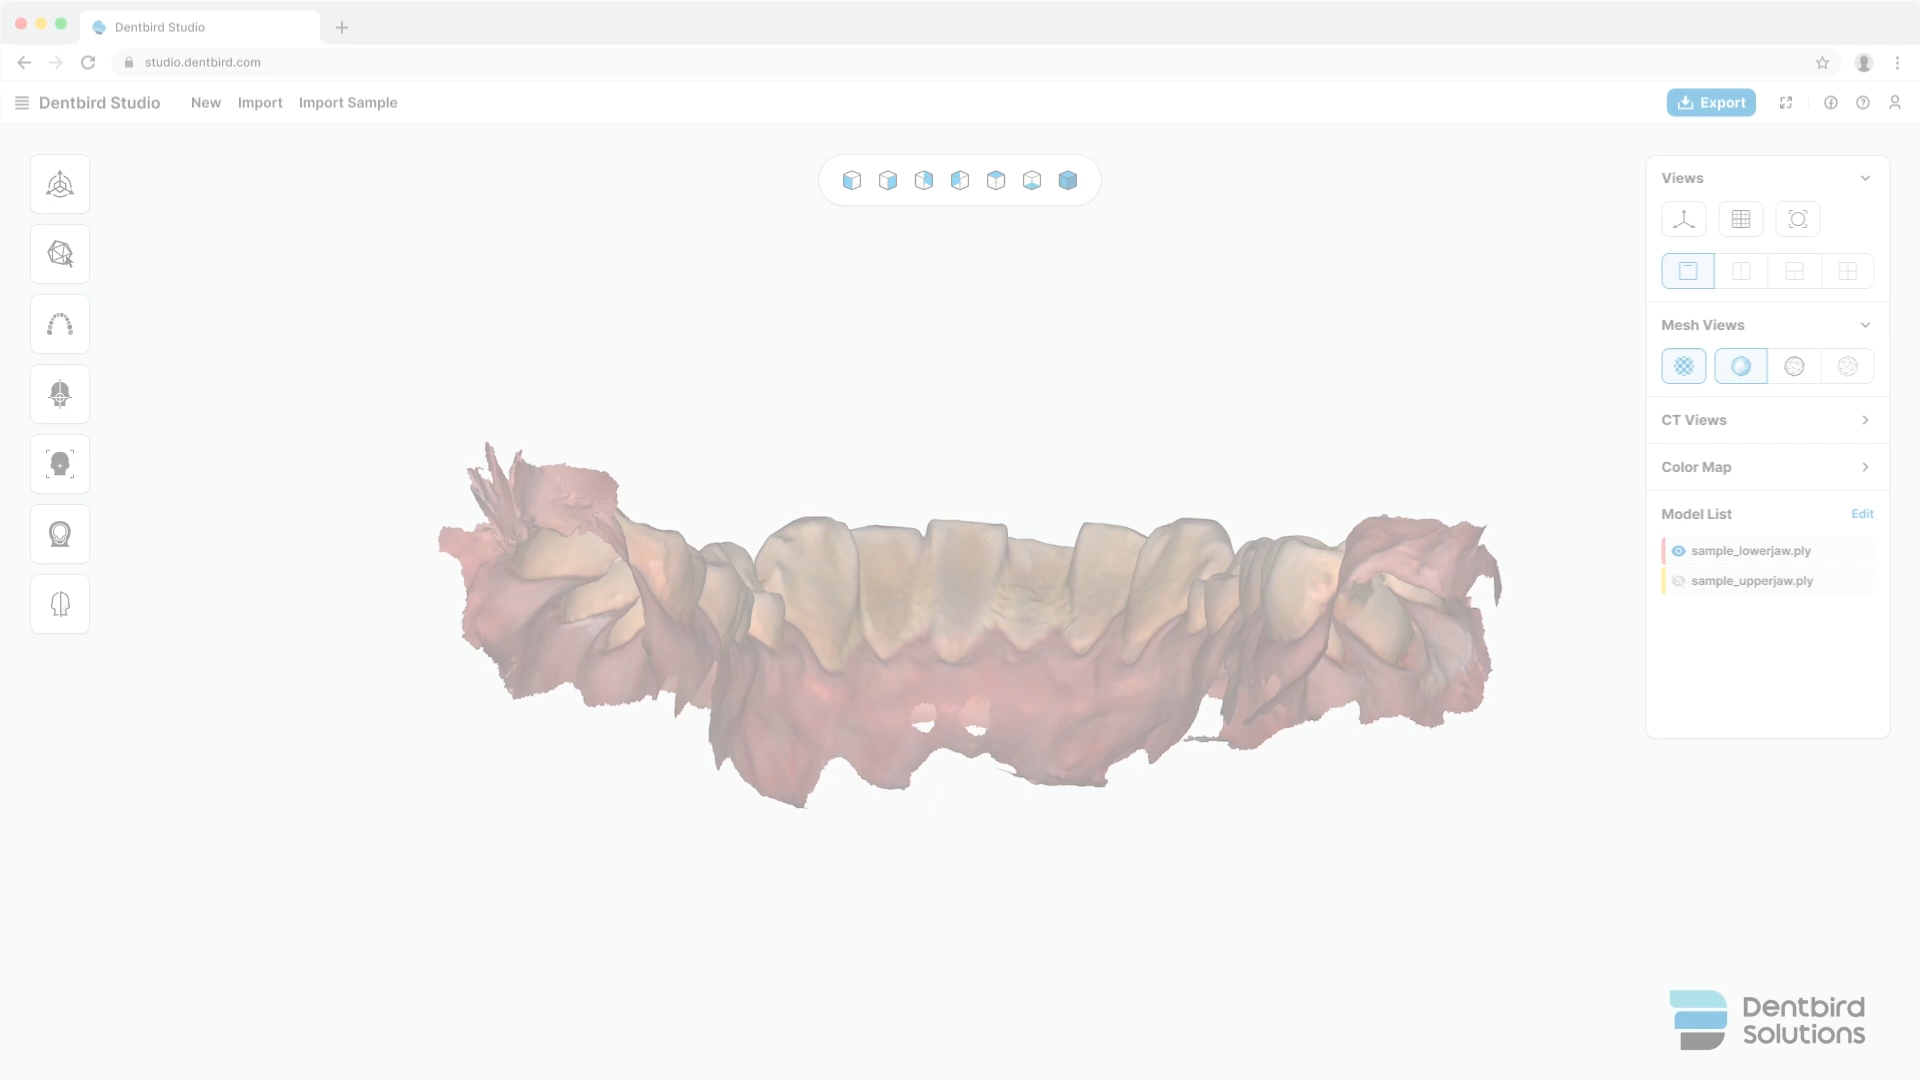 Dentbird Studio
studio.dentbird.com
Dentbird Studio New Import Import Sample Export
Views
Mesh Views
CT Views
Color Map
Model List Edit
sample_lowerjaw.ply
sample_upperjaw.ply
Dentbird
Solutions